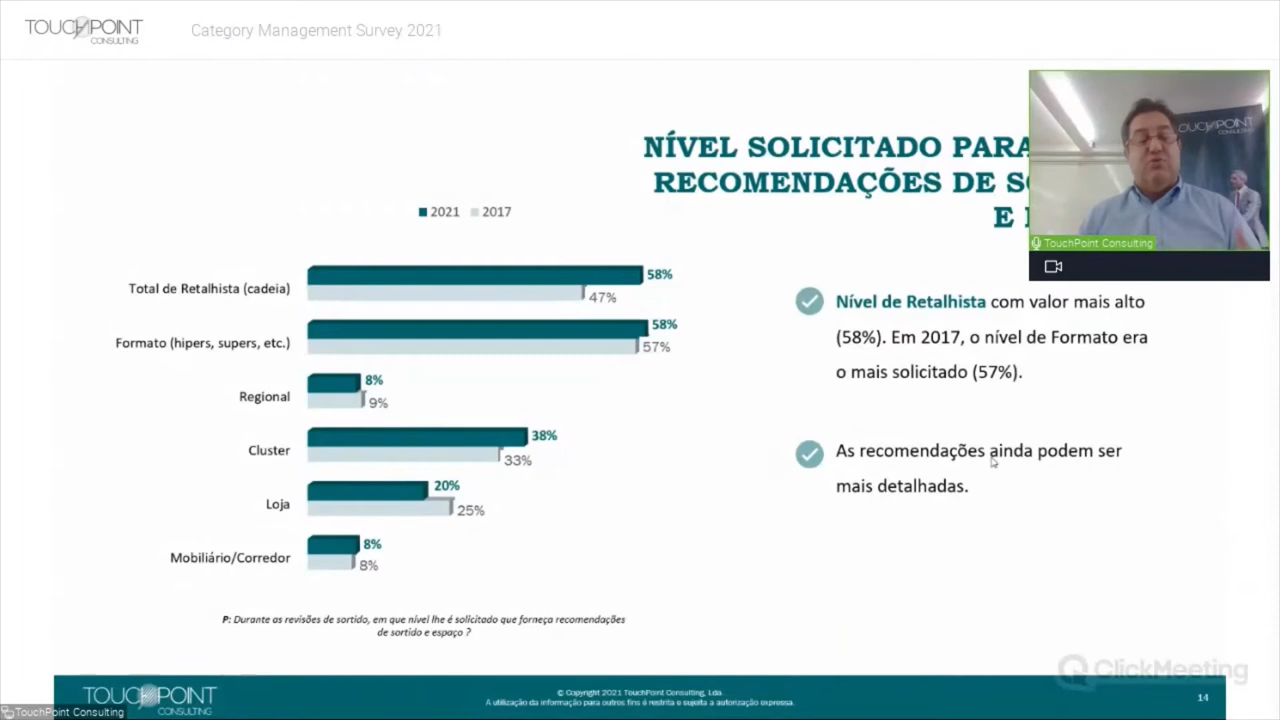 TOUCHPOINT
CONSULTING
Category Management Survey 2021
NÍVEL SOLICITADO PARA
RECOMENDAÇÕES DE
E
TOUCHPOINT
CONSULTING
TouchPoint Consulting
2021 2017
Total de Retalhista (cadeia)
58%
47%
Formato (hipers, supers, etc.)
58%
57%
Regional
8%
9%
Cluster
38%
33%
Loja
20%
25%
Mobiliário/Corredor
8%
8%
P: Durante as revisões de sortido, em que nível lhe é solicitado que forneça recomendações
de sortido e espaço ?
Nível de Retalhista com valor mais alto
(58%). Em 2017, o nível de Formato era
o mais solicitado (57%).
As recomendações ainda podem ser
mais detalhadas.
ClickMeeting
TOUCHPOINT
CONSULTING
© Copyright 2021 TouchPoint Consulting, Lda.
A utilização da informação para outros fins é restrita e sujeita a autorização expressa.
14
TouchPoint Consulting